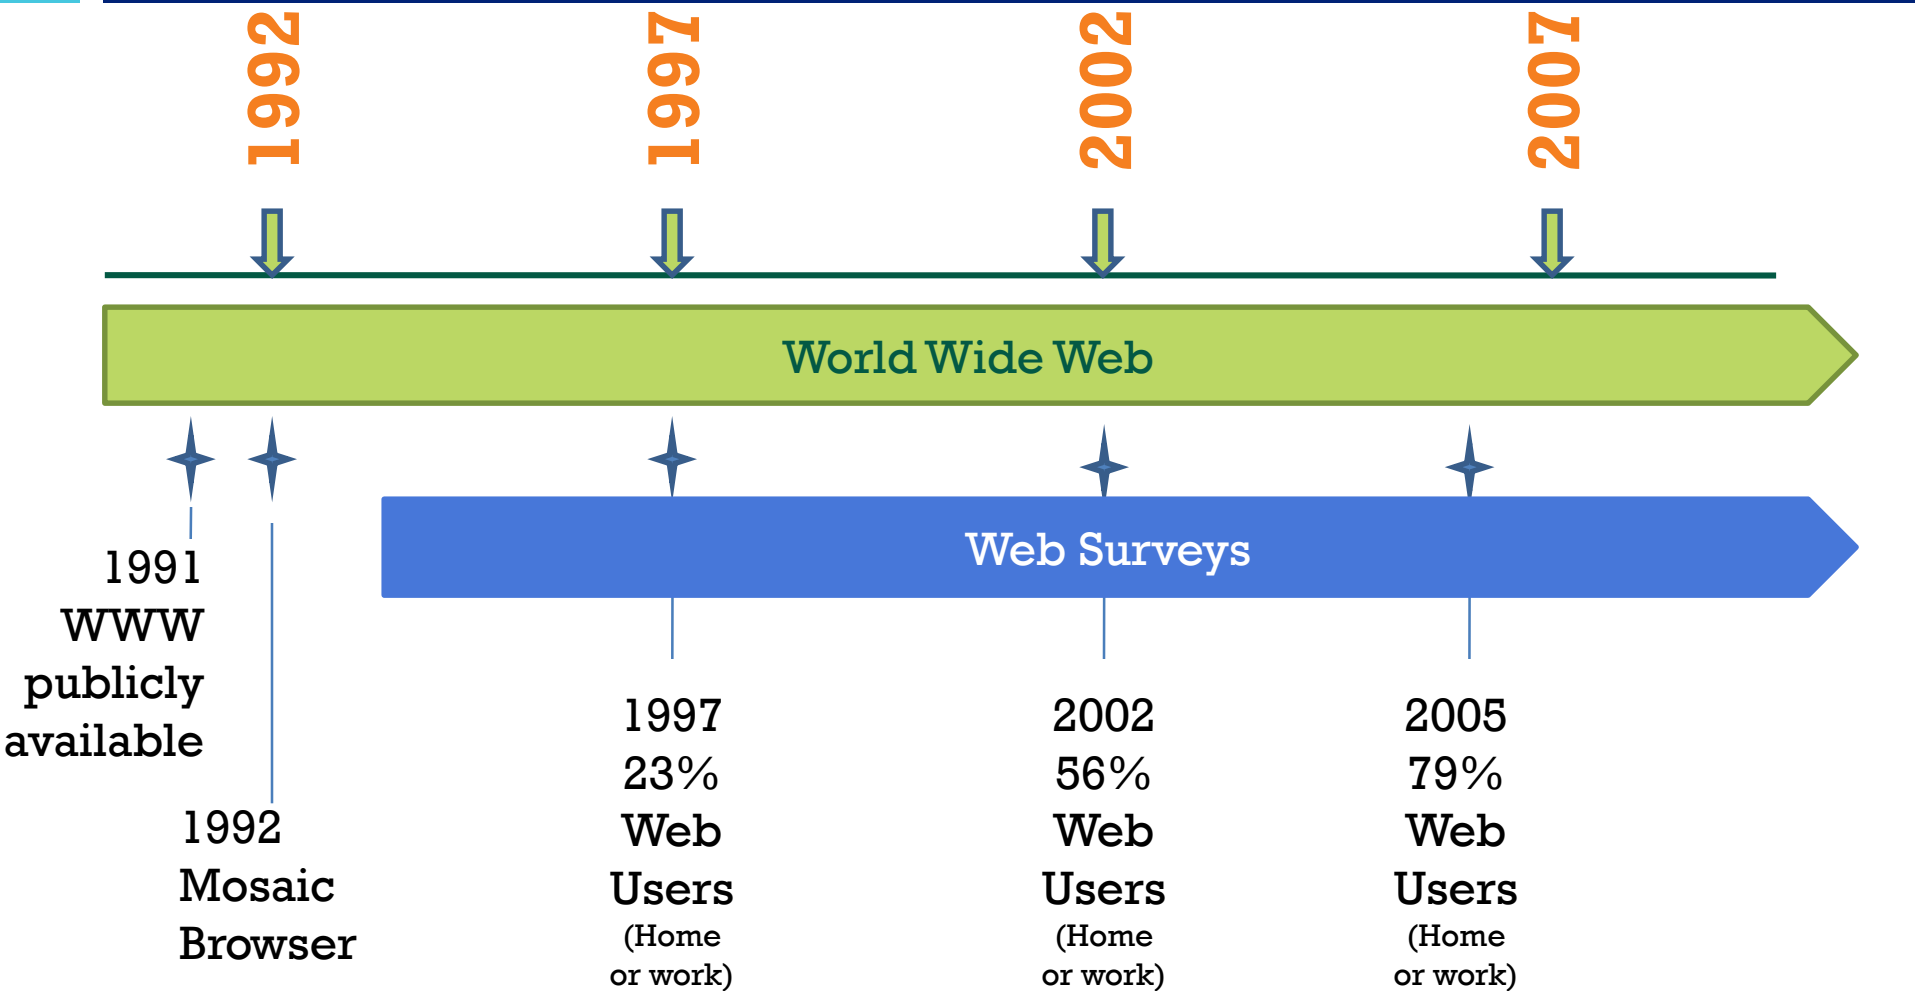 1992
1997
2002
2007
World Wide Web
Web Surveys
1991
WWW
publicly
available
1992
Mosaic
Browser
1997
23%
Web
Users
(Home
or work)
2002
56%
Web
Users
(Home
or work)
2005
79%
Web
Users
(Home
or work)